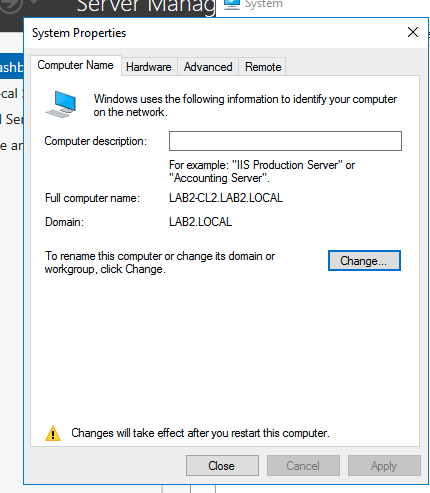 Server Manag
System
System Properties
Computer Name
Hardware
Advanced
Remote
ashb
ocal S
l Ser
e an
Windows uses the following information to identify your computer
on the network.
Computer description:
For example: "IIS Production Server" or
"Accounting Server".
Full computer name:
LAB2-CL2.LAB2.LOCAL
Domain:
LAB2.LOCAL
To rename this computer or change its domain or
workgroup, click Change.
Change...
Changes will take effect after you restart this computer.
Close
Cancel
Apply